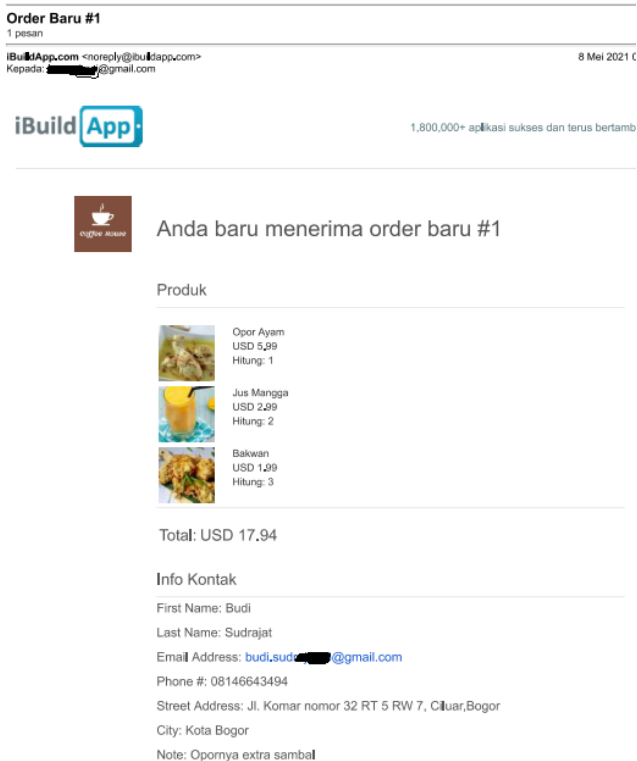 Order Baru #1
1 pesan
iBuildApp.com <noreply@ibuildapp.com>
8 Mei 2021
Kepada: @gmail.com
iBuild App
1,800,000+ aplikasi sukses dan terus
Coffee House
Anda baru menerima order baru #1
Produk
Opor Ayam
USD 5.99
Hitung: 1
Jus Mangga
USD 2.99
Hitung: 2
Bakwan
USD 1.99
Hitung: 3
Total: USD 17.94
Info Kontak
First Name: Budi
Last Name: Sudrajat
Email Address: budi.sud @gmail.com
Phone #: 08146643494
Street Address: Jl. Komar nomor 32 RT 5 RW 7, Ciluar,Bogor
City: Kota Bogor
Note: Opornya extra sambal